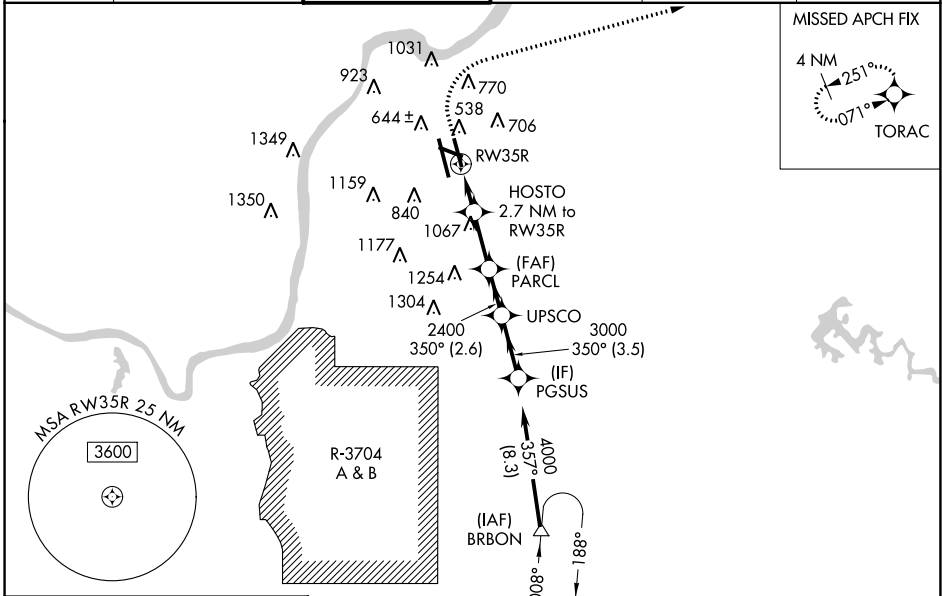 MISSED APCH FIX
4 NM
251°
071°
TORAC
1031
923
770
644 ±
538
706
1349
RW35R
1159
1350
840
HOSTO
2.7 NM to
RW35R
1067
1177
(FAF)
PARCL
1254
1304
UPSCO
2400
350° (2.6)
3000
350° (3.5)
(IF)
PGSUS
MSA RW35R 25 NM
3600
R-3704
A & B
4000
357°
(8.3)
(IAF)
BRBON
188°
008°